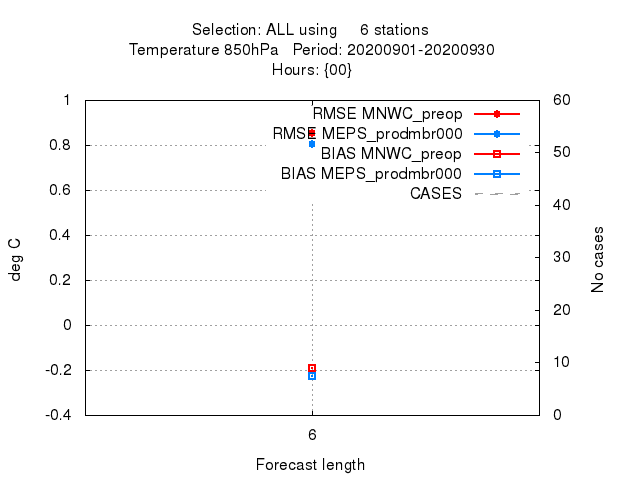 Selection: ALL using 6 stations
Temperature 850hPa Period: 20200901-20200930
Hours: {00}
1
0.8
0.6
0.4
0.2
0
-0.2
-0.4
60
50
40
30
20
10
0
RMSE MNWC_preop
RMSE MEPS_prodmbr000
BIAS MNWC_preop
BIAS MEPS_prodmbr000
CASES
deg C
No cases
6
Forecast length